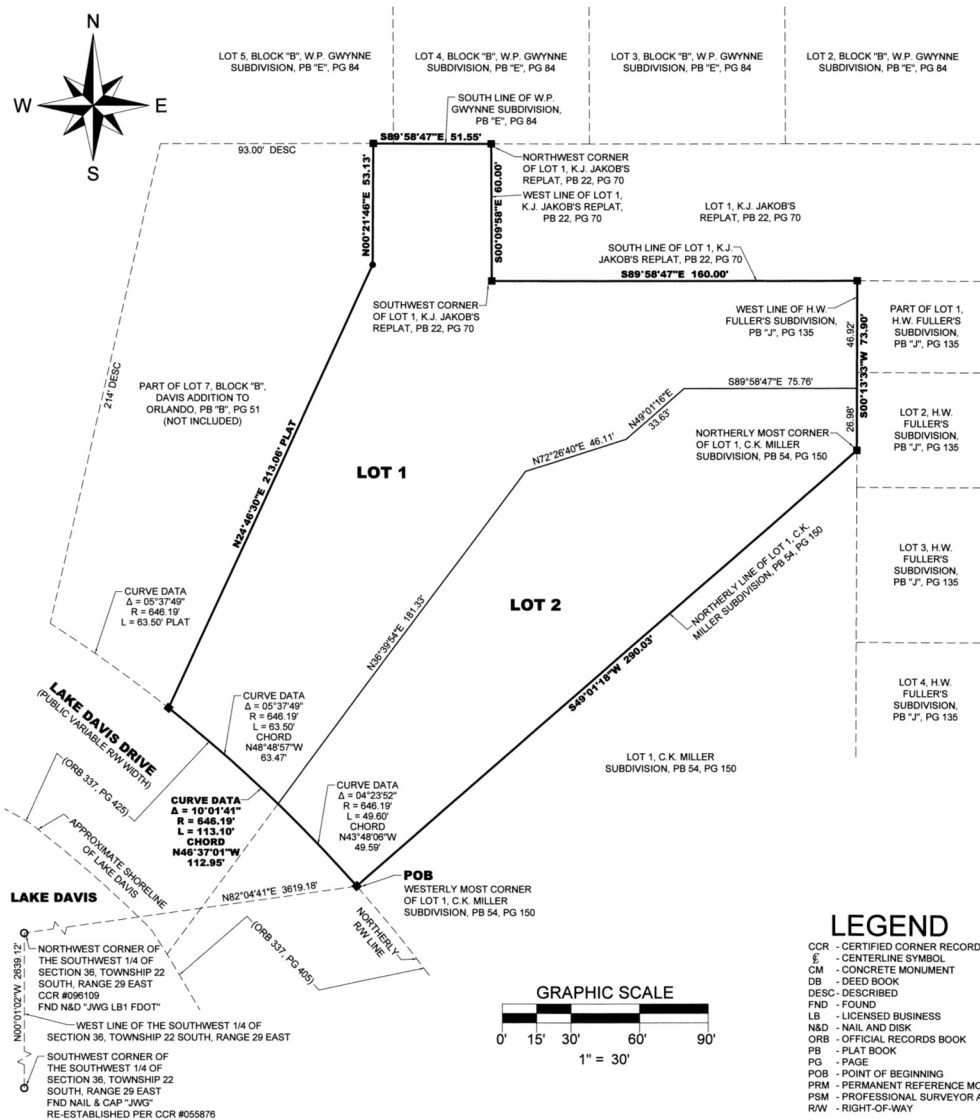 N
W
E
S
LOT 5, BLOCK "B", W.P. GWYNNE
SUBDIVISION, PB "E", PG 84
LOT 4, BLOCK "B", W.P. GWYNNE
SUBDIVISION, PB "E", PG 84
LOT 3, BLOCK "B", W.P. GWYNNE
SUBDIVISION, PB "E", PG 84
LOT 2, BLOCK "B", W.P. GWYNNE
SUBDIVISION, PB "E", PG 84
SOUTH LINE OF W.P.
GWYNNE SUBDIVISION,
PB "E", PG 84
S89°58'47"E 51.55'
93.00' DESC
N00°21'46"E 53.13'
NORTHWEST CORNER
OF LOT 1, K.J. JAKOB'S
REPLAT, PB 22, PG 70
S00°09'58"E 60.00'
WEST LINE OF LOT 1,
K.J. JAKOB'S REPLAT,
PB 22, PG 70
LOT 1, K.J. JAKOB'S
REPLAT, PB 22, PG 70
SOUTH LINE OF LOT 1, K.J.
JAKOB'S REPLAT, PB 22, PG 70
S89°58'47"E 160.00'
SOUTHWEST CORNER
OF LOT 1, K.J. JAKOB'S
REPLAT, PB 22, PG 70
WEST LINE OF H.W.
FULLER'S SUBDIVISION,
PB "J", PG 135
46.92'
S00°13'33"W 73.90'
26.98'
PART OF LOT 1,
H.W. FULLER'S
SUBDIVISION,
PB "J", PG 135
214' DESC
PART OF LOT 7, BLOCK "B",
DAVIS ADDITION TO
ORLANDO, PB "B", PG 51
(NOT INCLUDED)
S89°58'47"E 75.76'
N49°01'16"E
33.63'
N72°26'40"E 46.11'
LOT 2, H.W.
FULLER'S
SUBDIVISION,
PB "J", PG 135
NORTHERLY MOST CORNER
OF LOT 1, C.K. MILLER
SUBDIVISION, PB 54, PG 150
N24°46'30"E 213.06' PLAT
LOT 1
LOT 3, H.W.
FULLER'S
SUBDIVISION,
PB "J", PG 135
NORTHERLY LINE OF LOT 1, C.K.
MILLER SUBDIVISION, PB 54, PG 150
LOT 2
N36°39'54"E 181.33'
S49°01'18"W 290.03'
CURVE DATA
Δ = 05°37'49"
R = 646.19'
L = 63.50' PLAT
LOT 4, H.W.
FULLER'S
SUBDIVISION,
PB "J", PG 135
LAKE DAVIS DRIVE
(PUBLIC VARIABLE R/W WIDTH)
CURVE DATA
Δ = 05°37'49"
R = 646.19'
L = 63.50'
CHORD
N48°48'57"W
63.47'
LOT 1, C.K. MILLER
SUBDIVISION, PB 54, PG 150
(ORB 337, PG 425)
CURVE DATA
Δ = 10°01'41"
R = 646.19'
L = 113.10'
CHORD
N46°37'01"W
112.95'
CURVE DATA
Δ = 04°23'52"
R = 646.19'
L = 49.60'
CHORD
N43°48'06"W
49.59'
APPROXIMATE SHORELINE
OF LAKE DAVIS
POB
WESTERLY MOST CORNER
OF LOT 1, C.K. MILLER
SUBDIVISION, PB 54, PG 150
LAKE DAVIS
N82°04'41"E 3619.18'
NORTHERLY
R/W LINE
(ORB 337, PG 405)
N00°01'02"W 2639.12'
NORTHWEST CORNER OF
THE SOUTHWEST 1/4 OF
SECTION 36, TOWNSHIP 22
SOUTH, RANGE 29 EAST
CCR #096109
FND N&D "JWG LB1 FDOT"
WEST LINE OF THE SOUTHWEST 1/4 OF
SECTION 36, TOWNSHIP 22 SOUTH, RANGE 29 EAST
SOUTHWEST CORNER OF
THE SOUTHWEST 1/4 OF
SECTION 36, TOWNSHIP 22
SOUTH, RANGE 29 EAST
FND NAIL & CAP "JWG"
RE-ESTABLISHED PER CCR #055876
GRAPHIC SCALE
0' 15' 30' 60' 90'
1" = 30'
LEGEND
CCR - CERTIFIED CORNER RECORD
℄ - CENTERLINE SYMBOL
CM - CONCRETE MONUMENT
DB - DEED BOOK
DESC - DESCRIBED
FND - FOUND
LB - LICENSED BUSINESS
N&D - NAIL AND DISK
ORB - OFFICIAL RECORDS BOOK
PB - PLAT BOOK
PG - PAGE
POB - POINT OF BEGINNING
PRM - PERMANENT REFERENCE MO
PSM - PROFESSIONAL SURVEYOR A
R/W - RIGHT-OF-WAY